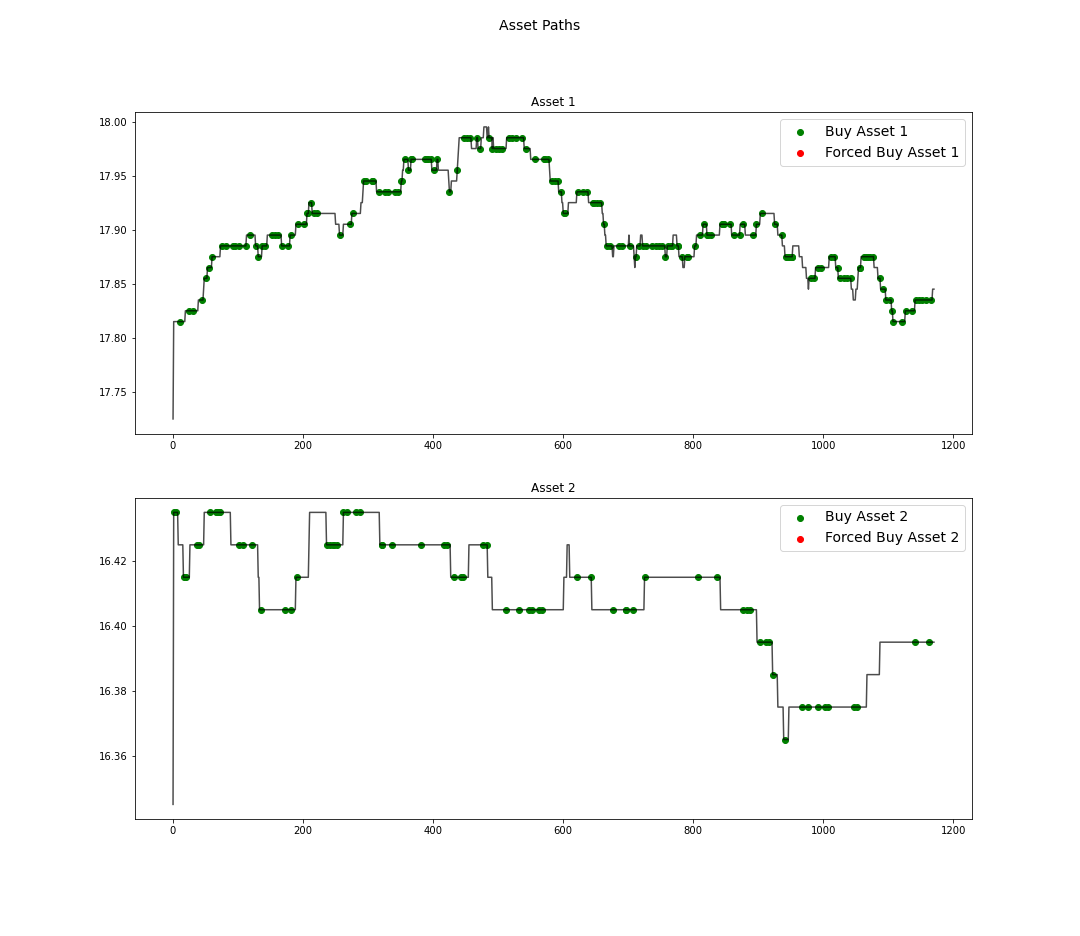 Asset Paths
Asset 1
18.00
17.95
17.90
17.85
17.80
17.75
Buy Asset 1
Forced Buy Asset 1
0 200 400 600 800 1000 1200
Asset 2
16.42
16.40
16.38
16.36
Buy Asset 2
Forced Buy Asset 2
0 200 400 600 800 1000 1200